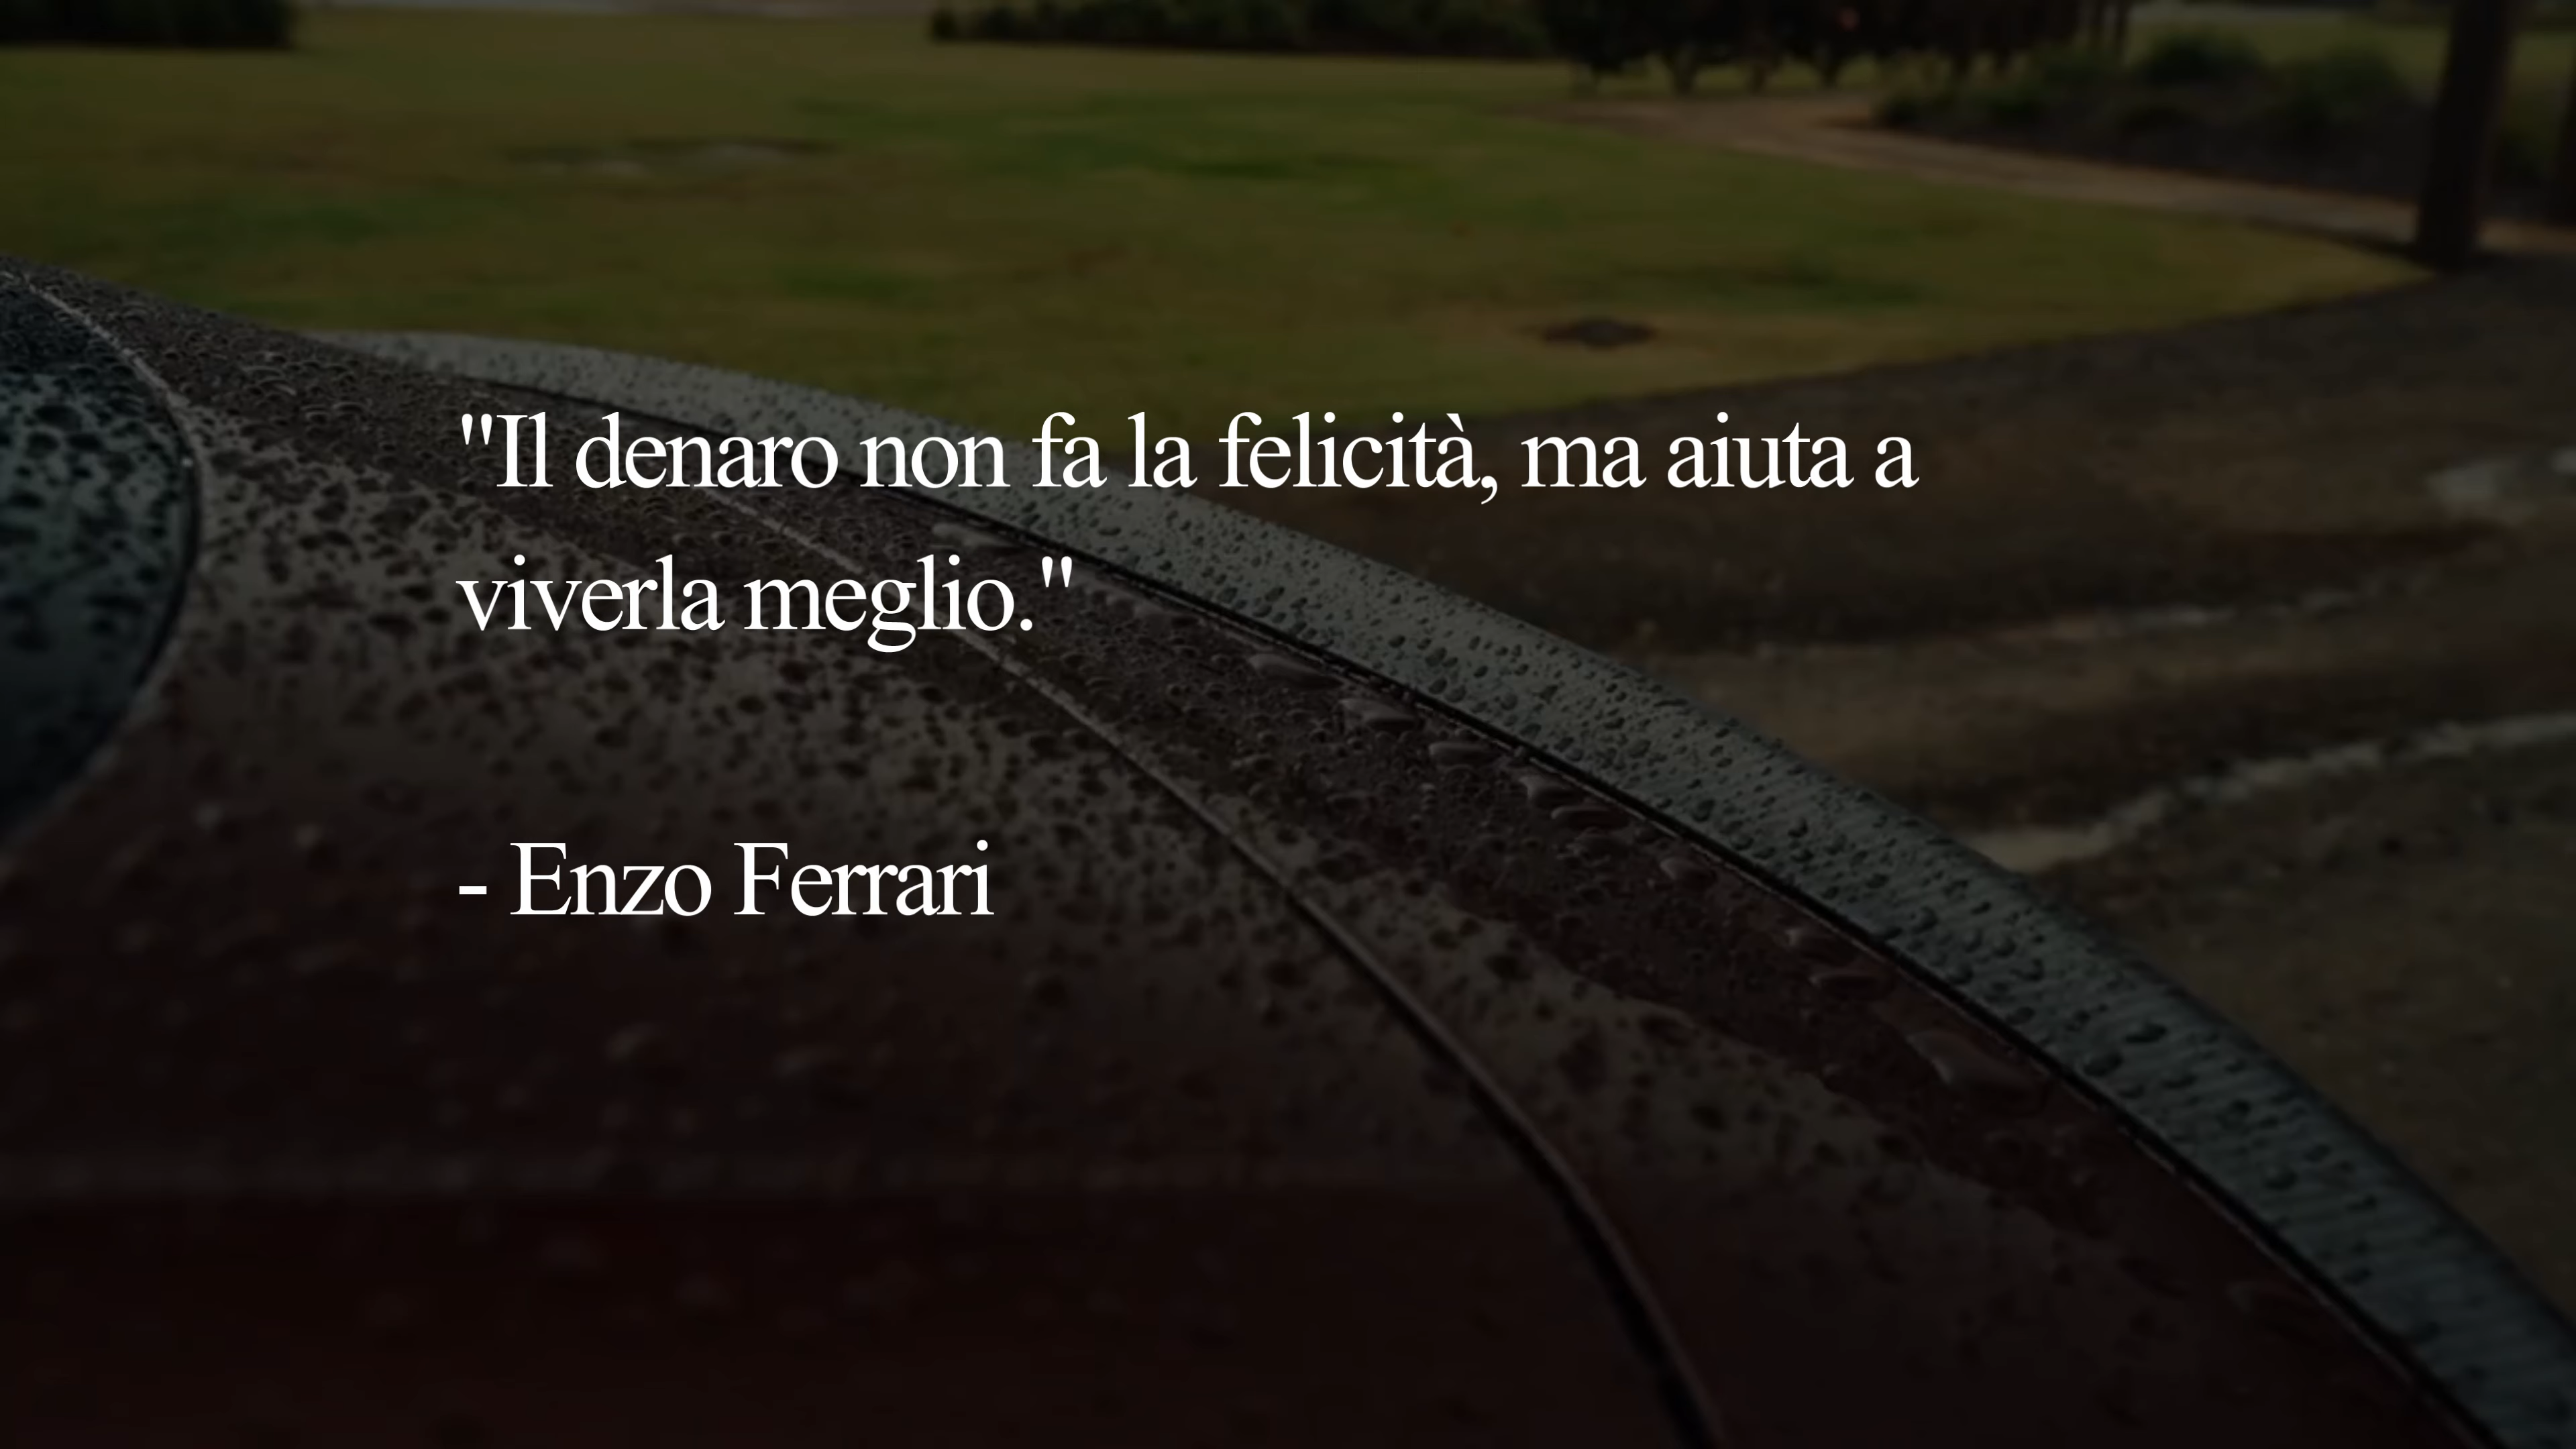 "Il denaro non fa la felicità, ma aiuta a
viverla meglio."
- Enzo Ferrari